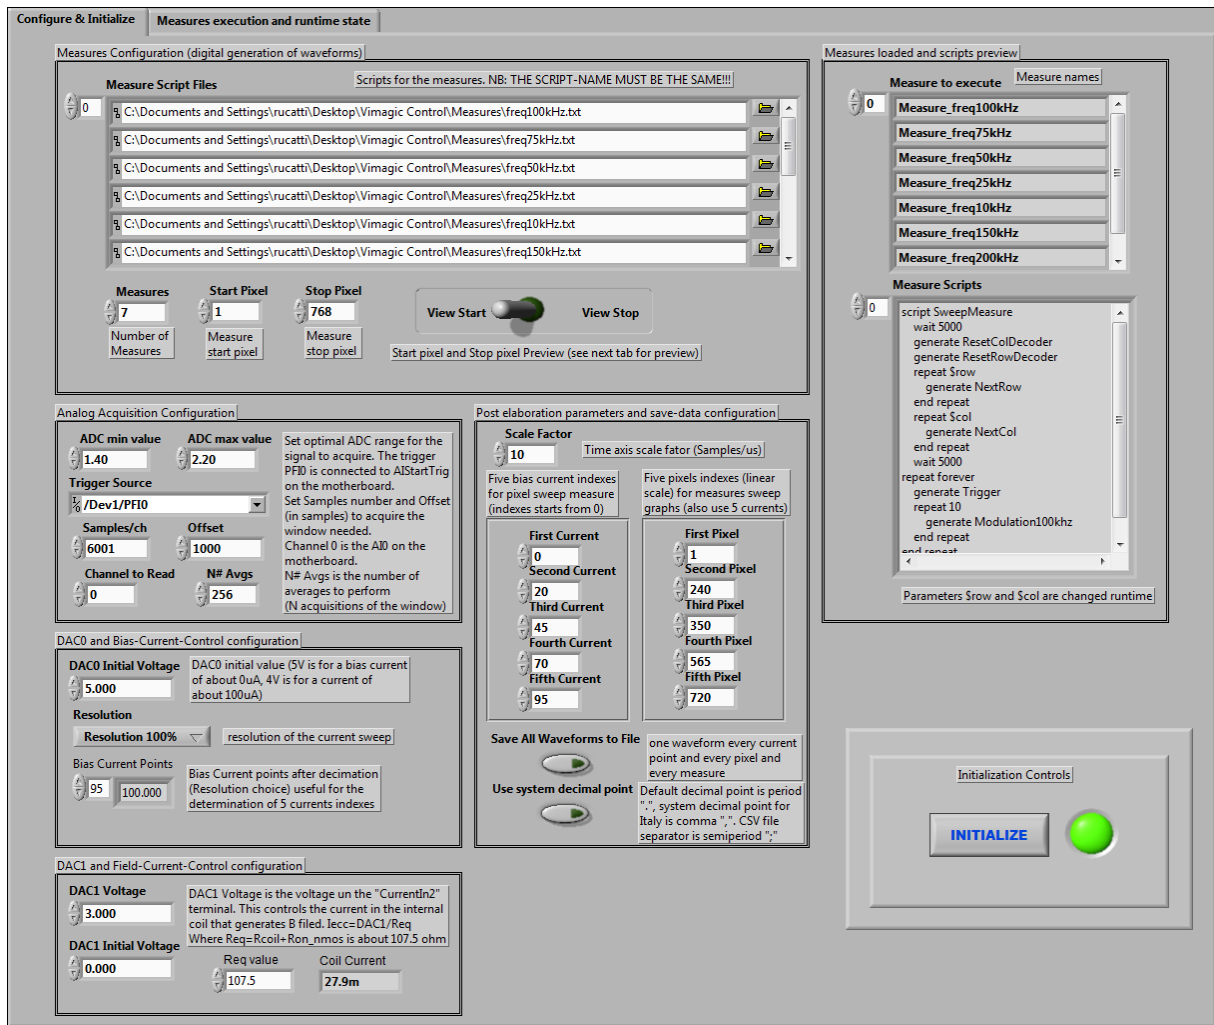 Configure & Initialize
Measures execution and runtime state
Measures Configuration (digital generation of waveforms)
Measure Script Files
Scripts for the measures. NB: THE SCRIPT-NAME MUST BE THE SAME!!!
0
C:\Documents and Settings\rucatti\Desktop\Vimagic Control\Measures\freq100kHz.txt
C:\Documents and Settings\rucatti\Desktop\Vimagic Control\Measures\freq75kHz.txt
C:\Documents and Settings\rucatti\Desktop\Vimagic Control\Measures\freq50kHz.txt
C:\Documents and Settings\rucatti\Desktop\Vimagic Control\Measures\freq25kHz.txt
C:\Documents and Settings\rucatti\Desktop\Vimagic Control\Measures\freq10kHz.txt
C:\Documents and Settings\rucatti\Desktop\Vimagic Control\Measures\freq150kHz.txt
Measures
7
Number of
Measures
Start Pixel
1
Measure
start pixel
Stop Pixel
768
Measure
stop pixel
View Start
View Stop
Start pixel and Stop pixel Preview (see next tab for preview)
Measures loaded and scripts preview
Measure to execute
Measure names
0
Measure_freq100kHz
Measure_freq75kHz
Measure_freq50kHz
Measure_freq25kHz
Measure_freq10kHz
Measure_freq150kHz
Measure_freq200kHz
Measure Scripts
0
script SweepMeasure
wait 5000
generate ResetColDecoder
generate ResetRowDecoder
repeat $row
generate NextRow
end repeat
repeat $col
generate NextCol
end repeat
wait 5000
repeat forever
generate Trigger
repeat 10
generate Modulation100khz
end repeat
end repeat
Parameters $row and $col are changed runtime
Analog Acquisition Configuration
ADC min value
1.40
ADC max value
2.20
Trigger Source
/Dev1/PFI0
Samples/ch
6001
Offset
1000
Channel to Read
0
N# Avgs
256
Set optimal ADC range for the
signal to acquire. The trigger
PFI0 is connected to AIStartTrig
on the motherboard.
Set Samples number and Offset
(in samples) to acquire the
window needed.
Channel 0 is the AI0 on the
motherboard.
N# Avgs is the number of
averages to perform
(N acquisitions of the window)
Post elaboration parameters and save-data configuration
Scale Factor
10
Time axis scale fator (Samples/us)
Five bias current indexes
for pixel sweep measure
(indexes starts from 0)
First Current
0
Second Current
20
Third Current
45
Fourth Current
70
Fifth Current
95
Five pixels indexes (linear
scale) for measures sweep
graphs (also use 5 currents)
First Pixel
1
Second Pixel
240
Third Pixel
350
Fourth Pixel
565
Fifth Pixel
720
Save All Waveforms to File
one waveform every current
point and every pixel and
every measure
Use system decimal point
Default decimal point is period
".", system decimal point for
Italy is comma ",". CSV file
separator is semiperiod ";"
DAC0 and Bias-Current-Control configuration
DAC0 Initial Voltage
5.000
DAC0 initial value (5V is for a bias current
of about 0uA, 4V is for a current of
about 100uA)
Resolution
Resolution 100%
resolution of the current sweep
Bias Current Points
95
100.000
Bias Current points after decimation
(Resolution choice) useful for the
determination of 5 currents indexes
DAC1 and Field-Current-Control configuration
DAC1 Voltage
3.000
DAC1 Voltage is the voltage un the "CurrentIn2"
terminal. This controls the current in the internal
coil that generates B filed. Iecc=DAC1/Req
Where Req=Rcoil+Ron_nmos is about 107.5 ohm
DAC1 Initial Voltage
0.000
Req value
107.5
Coil Current
27.9m
Initialization Controls
INITIALIZE